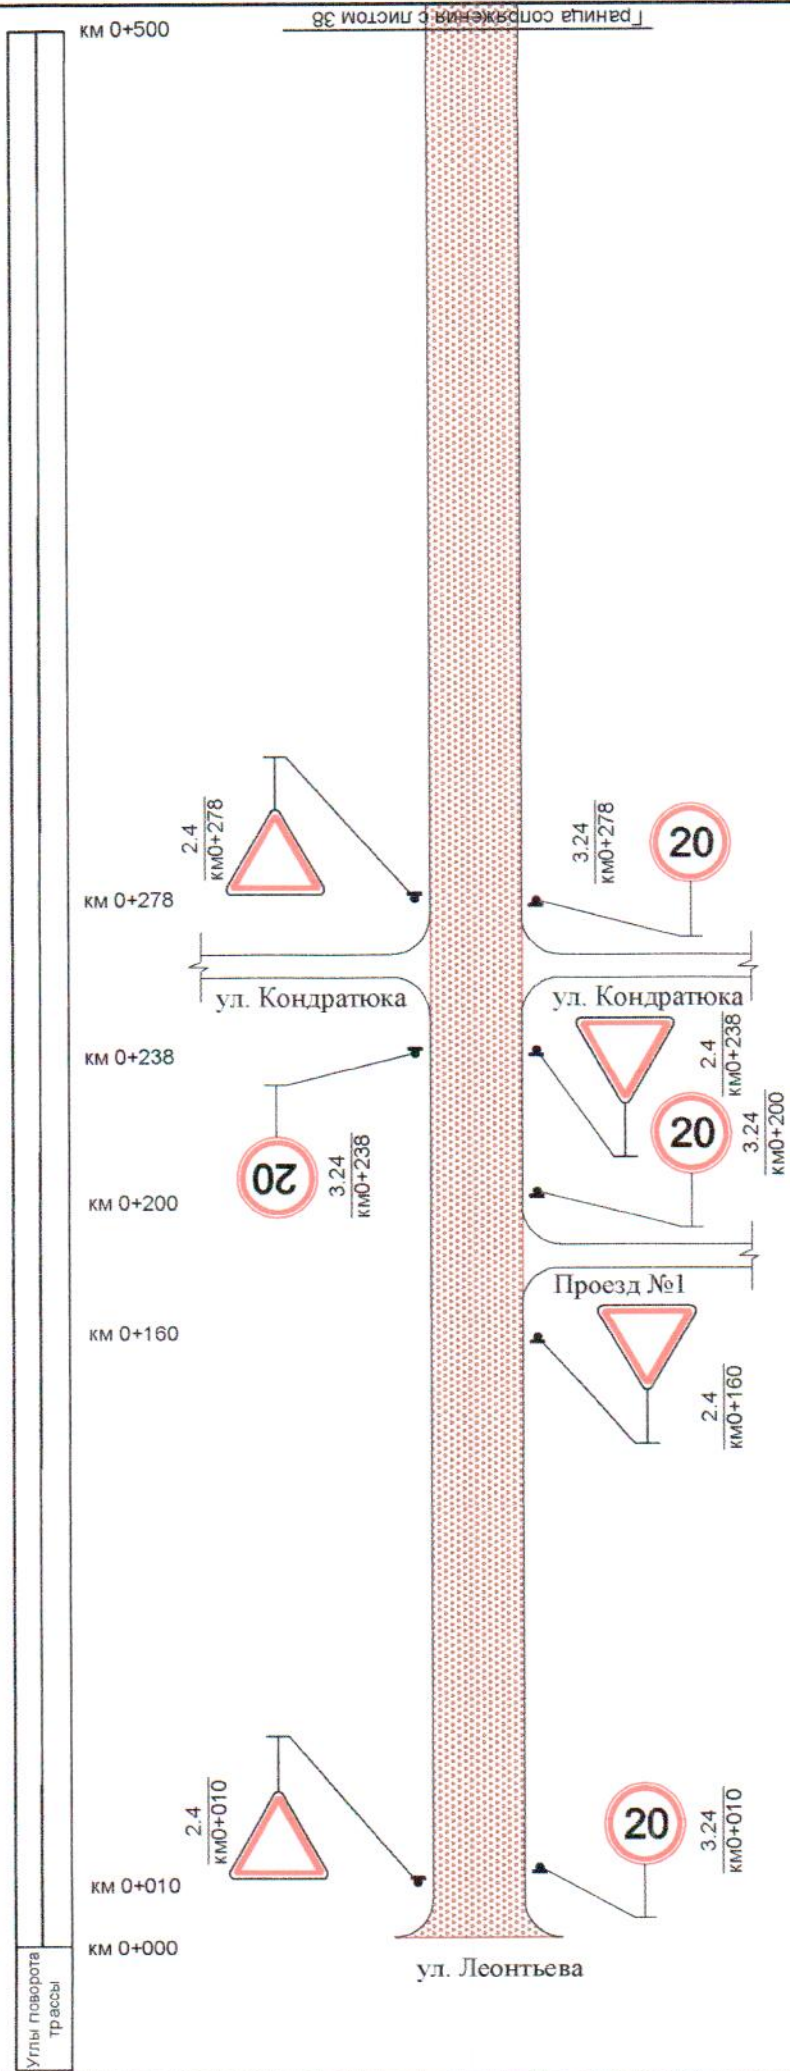 км 0+500
Граница сопряжения с листом 38
2.4
км0+278
3.24
км0+278
20
км 0+278
ул. Кондратюка
ул. Кондратюка
км 0+238
2.4
км0+238
20
3.24
км0+238
20
3.24
км0+200
км 0+200
Проезд №1
км 0+160
2.4
км0+160
2.4
км0+010
20
3.24
км0+010
км 0+010
км 0+000
ул. Леонтьева
Углы поворота
трассы